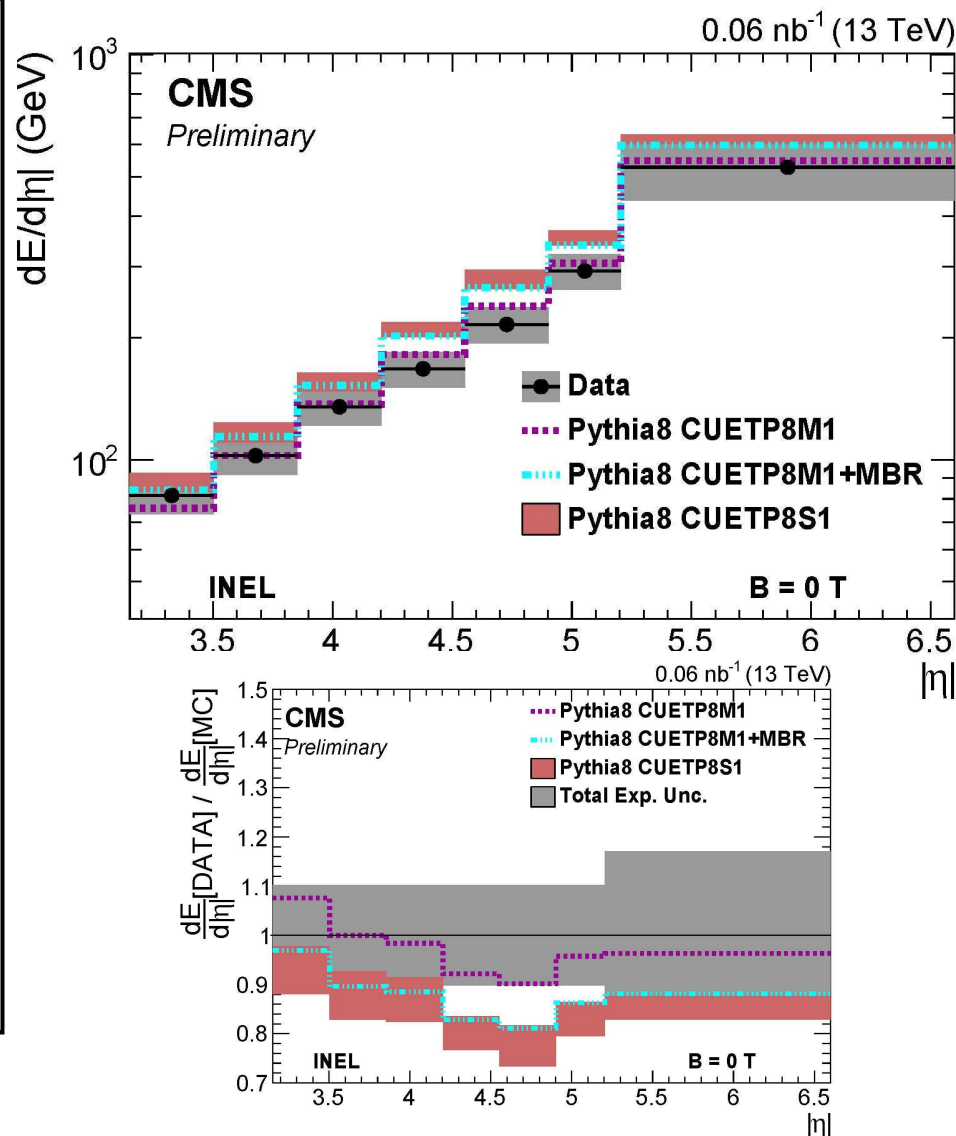 0.06 nb⁻¹ (13 TeV)
dE/d|η| (GeV)
10³
10²
CMS
Preliminary
Data
Pythia8 CUETP8M1
Pythia8 CUETP8M1+MBR
Pythia8 CUETP8S1
INEL
B = 0 T
3.5 4 4.5 5 5.5 6 6.5
|η|
0.06 nb⁻¹ (13 TeV)
dE/d|η| [DATA] / dE/d|η| [MC]
1.5
1.4
1.3
1.2
1.1
1
0.9
0.8
0.7
CMS
Preliminary
Pythia8 CUETP8M1
Pythia8 CUETP8M1+MBR
Pythia8 CUETP8S1
Total Exp. Unc.
INEL
B = 0 T
3.5 4 4.5 5 5.5 6 6.5
|η|